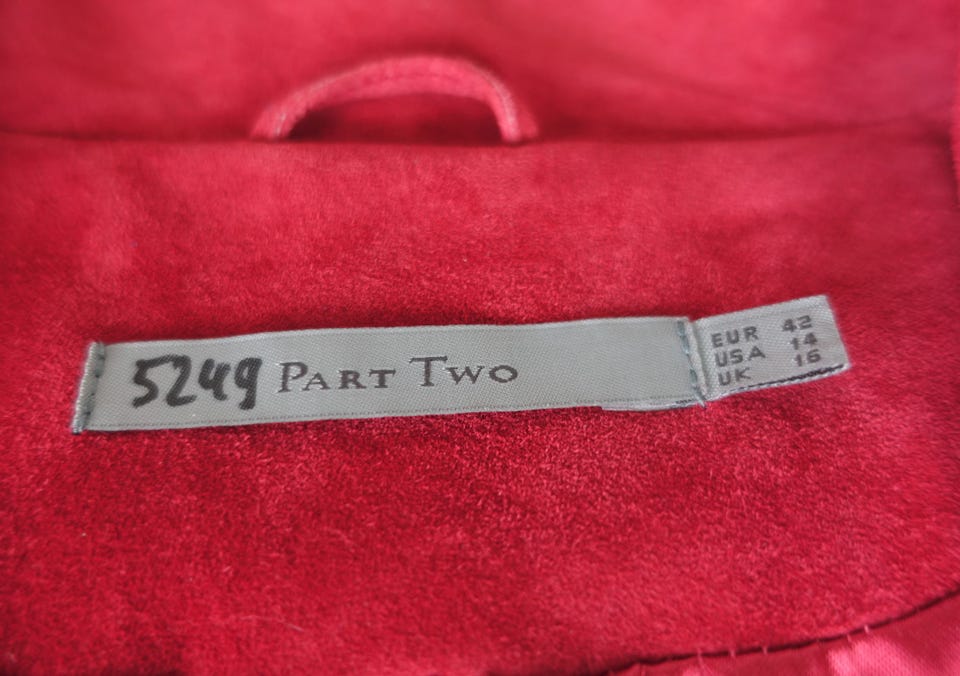 5249 PART TWO
EUR 42
USA 14
UK 16